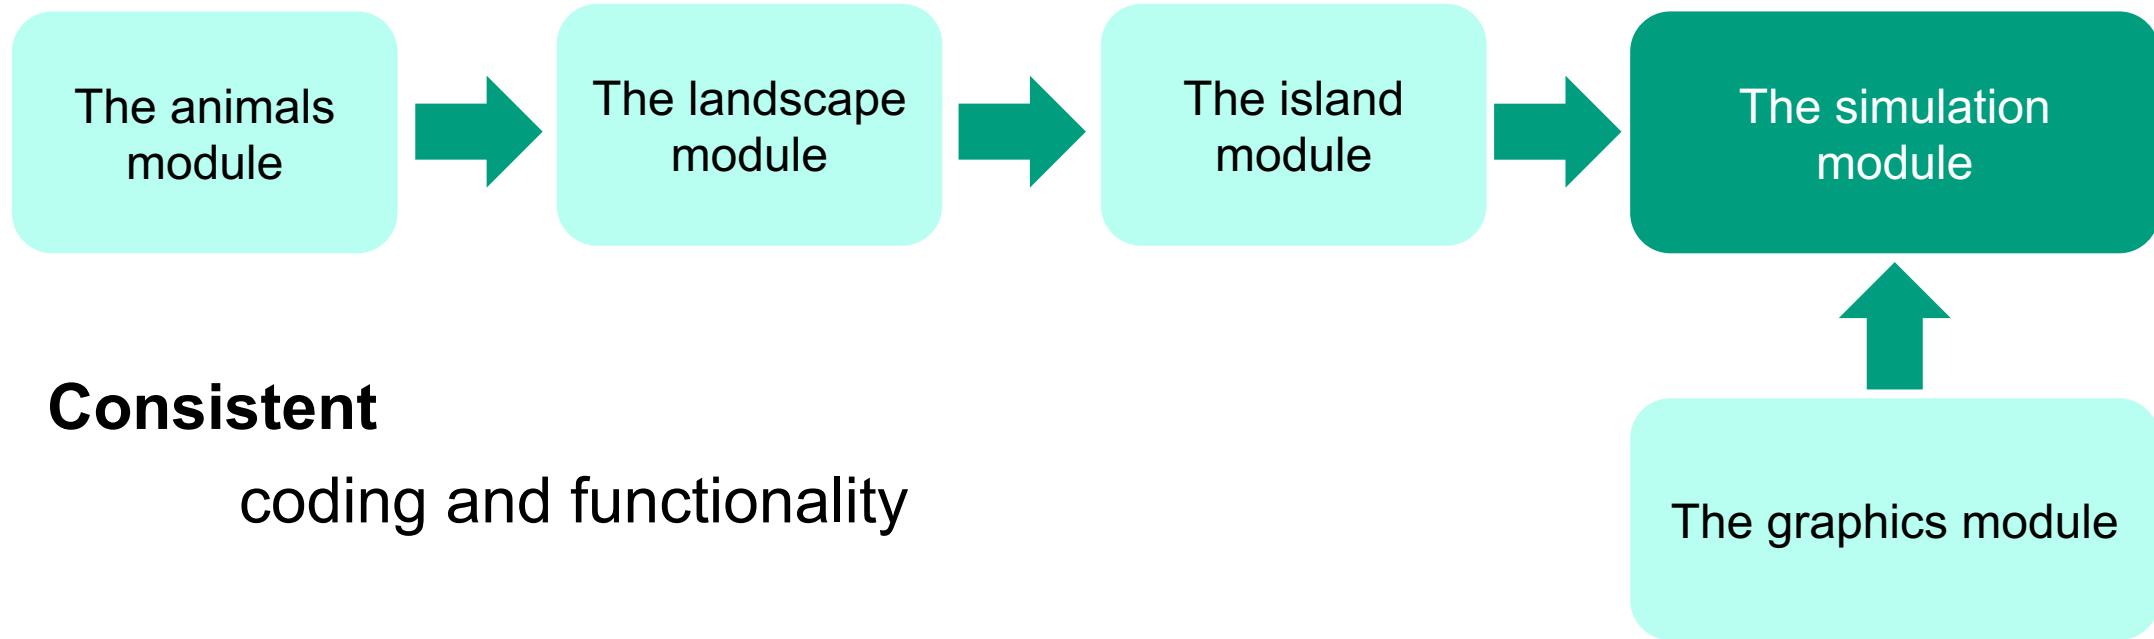 The animals
module
The landscape
module
The island
module
The simulation
module
Consistent
coding and functionality
The graphics module